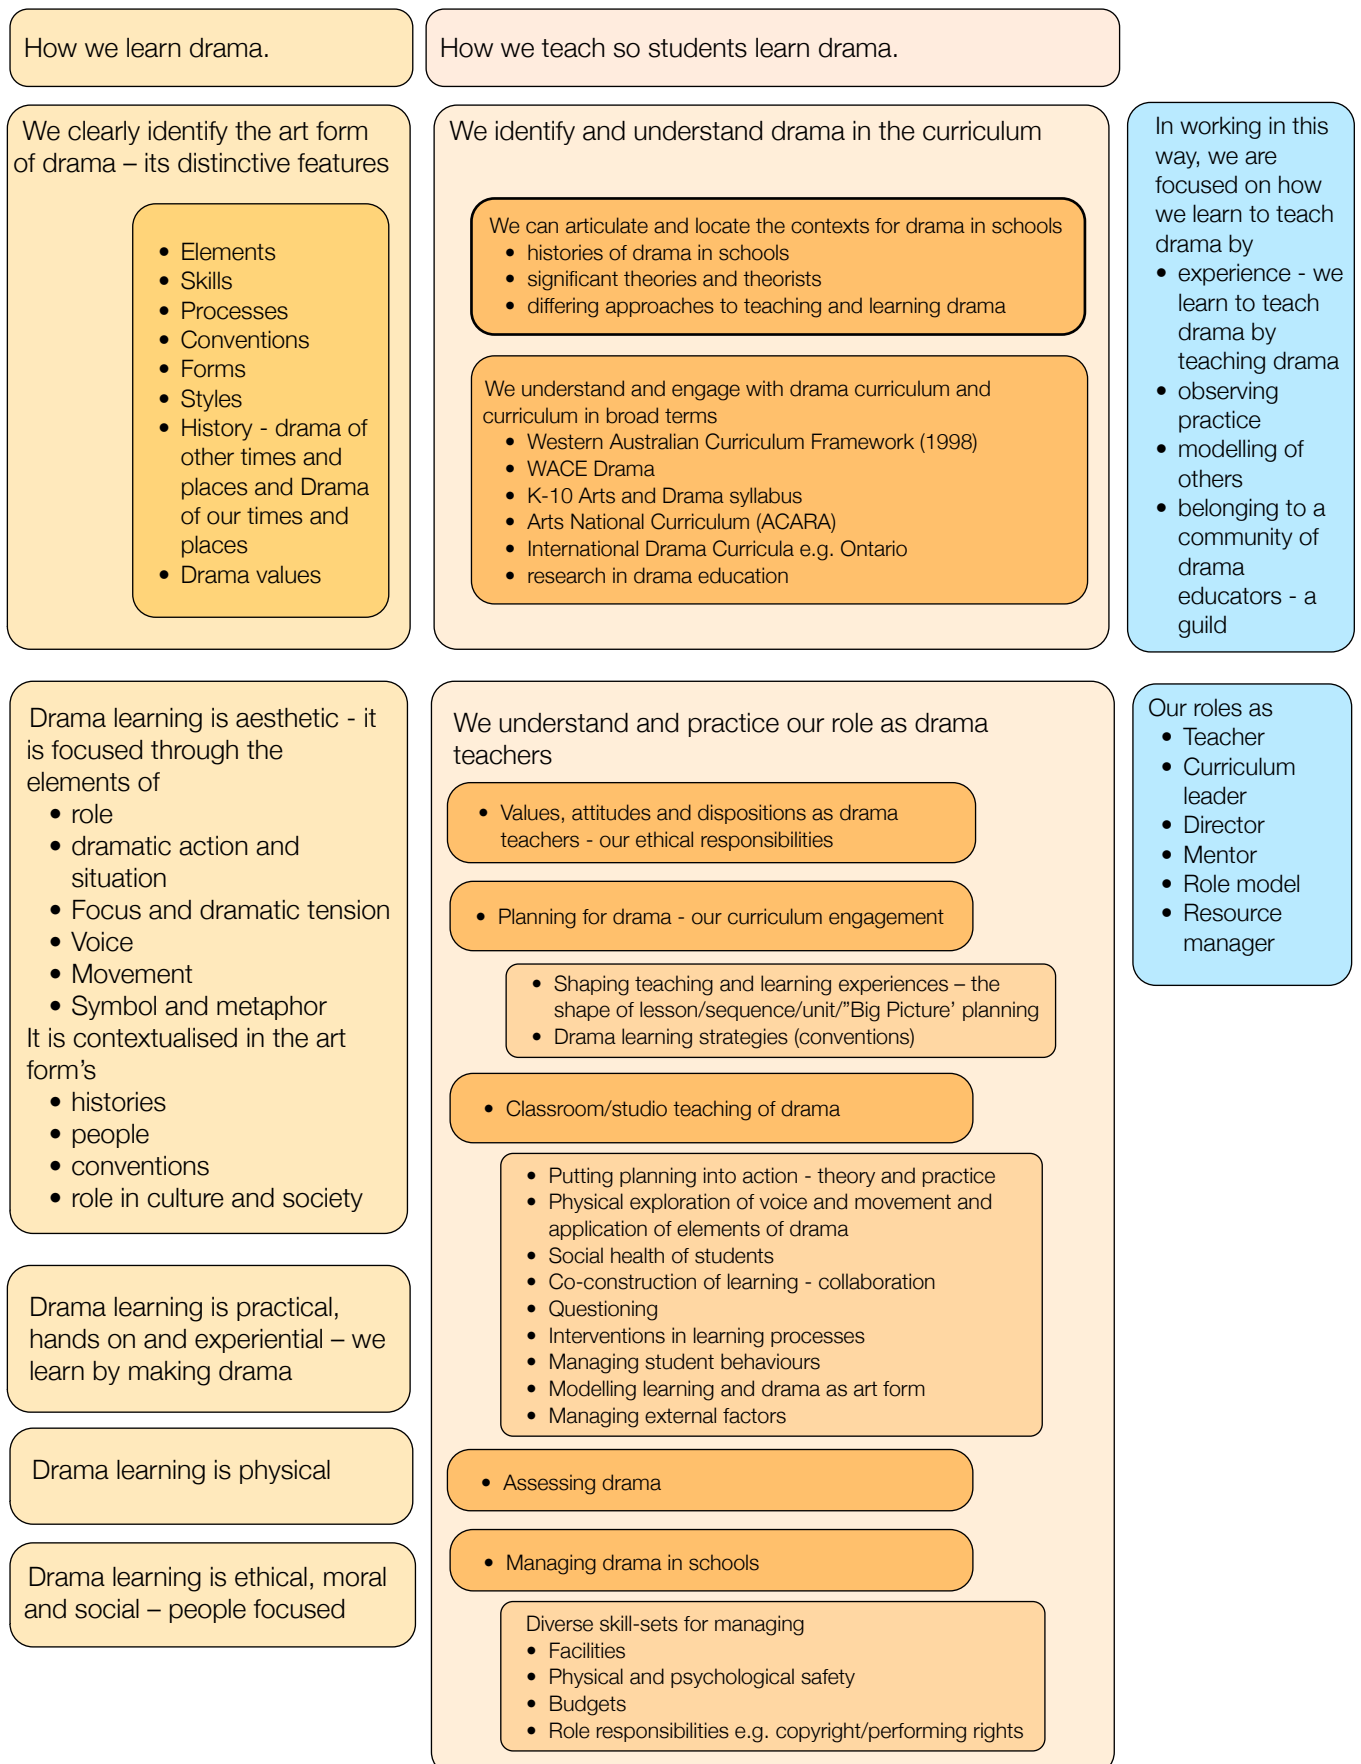 How we learn drama.
How we teach so students learn drama.
We clearly identify the art form
of drama – its distinctive features
• Elements
• Skills
• Processes
• Conventions
• Forms
• Styles
• History - drama of
other times and
places and Drama
of our times and
places
• Drama values
We identify and understand drama in the curriculum
We can articulate and locate the contexts for drama in schools
• histories of drama in schools
• significant theories and theorists
• differing approaches to teaching and learning drama
We understand and engage with drama curriculum and
curriculum in broad terms
• Western Australian Curriculum Framework (1998)
• WACE Drama
• K-10 Arts and Drama syllabus
• Arts National Curriculum (ACARA)
• International Drama Curricula e.g. Ontario
• research in drama education
In working in this
way, we are
focused on how
we learn to teach
drama by
• experience - we
learn to teach
drama by
teaching drama
• observing
practice
• modelling of
others
• belonging to a
community of
drama
educators - a
guild
Drama learning is aesthetic - it
is focused through the
elements of
• role
• dramatic action and
situation
• Focus and dramatic tension
• Voice
• Movement
• Symbol and metaphor
It is contextualised in the art
form’s
• histories
• people
• conventions
• role in culture and society
Drama learning is practical,
hands on and experiential – we
learn by making drama
Drama learning is physical
Drama learning is ethical, moral
and social – people focused
We understand and practice our role as drama
teachers
• Values, attitudes and dispositions as drama
teachers - our ethical responsibilities
• Planning for drama - our curriculum engagement
• Shaping teaching and learning experiences – the
shape of lesson/sequence/unit/”Big Picture’ planning
• Drama learning strategies (conventions)
• Classroom/studio teaching of drama
• Putting planning into action - theory and practice
• Physical exploration of voice and movement and
application of elements of drama
• Social health of students
• Co-construction of learning - collaboration
• Questioning
• Interventions in learning processes
• Managing student behaviours
• Modelling learning and drama as art form
• Managing external factors
• Assessing drama
• Managing drama in schools
Diverse skill-sets for managing
• Facilities
• Physical and psychological safety
• Budgets
• Role responsibilities e.g. copyright/performing rights
Our roles as
• Teacher
• Curriculum
leader
• Director
• Mentor
• Role model
• Resource
manager